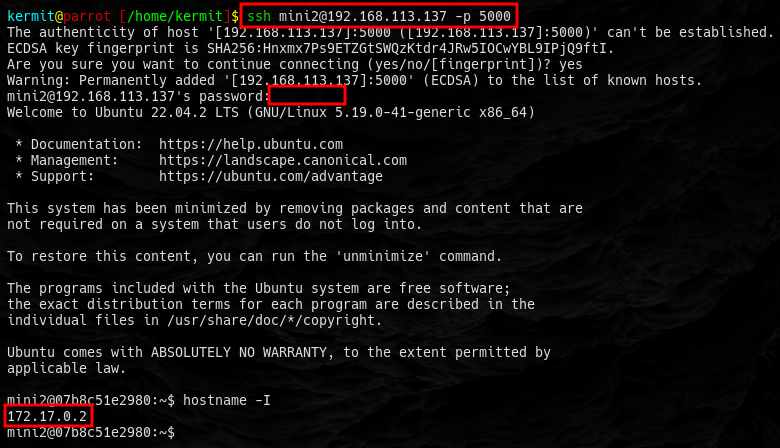 kermit@parrot˙[/home/kermit]$ ssh mini2@192.168.113.137 -p 5000
The authenticity of host '[192.168.113.137]:5000 ([192.168.113.137]:5000)' can't be established.
ECDSA key fingerprint is SHA256:Hnxmx7Ps9ETZGtSWQzKtdr4JRw5IOCwYBL9IPjQ9ftI.
Are you sure you want to continue connecting (yes/no/[fingerprint])? yes
Warning: Permanently added '[192.168.113.137]:5000' (ECDSA) to the list of known hosts.
mini2@192.168.113.137's password:
Welcome to Ubuntu 22.04.2 LTS (GNU/Linux 5.19.0-41-generic x86_64)
* Documentation:  https://help.ubuntu.com
* Management:     https://landscape.canonical.com
* Support:        https://ubuntu.com/advantage
This system has been minimized by removing packages and content that are
not required on a system that users do not log into.
To restore this content, you can run the 'unminimize' command.
The programs included with the Ubuntu system are free software;
the exact distribution terms for each program are described in the
individual files in /usr/share/doc/*/copyright.
Ubuntu comes with ABSOLUTELY NO WARRANTY, to the extent permitted by
applicable law.
mini2@07b8c51e2980:~$ hostname -I
172.17.0.2
mini2@07b8c51e2980:~$